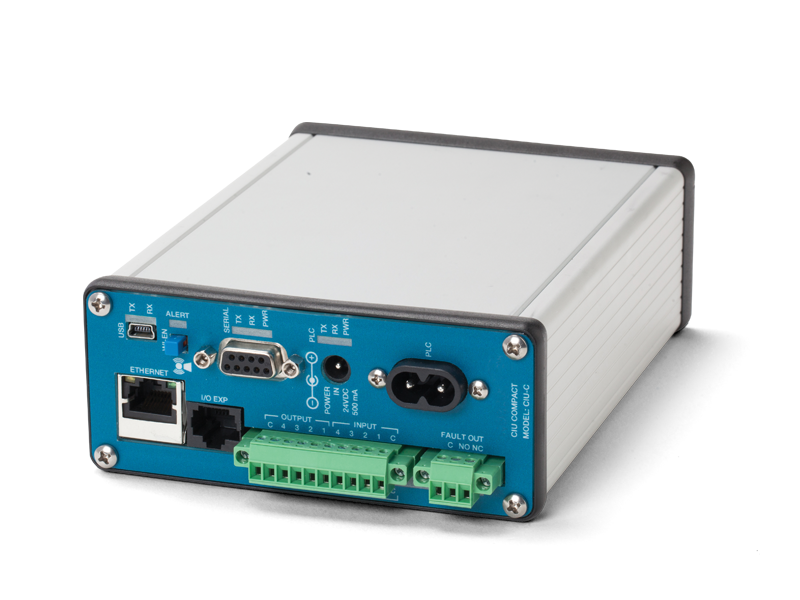 USB
TX
RX
ALERT
SERIAL
TX
RX
PWR
PLC
TX
RX
PWR
PLC
ETHERNET
I/O EXP
POWER
IN
24VDC
500 mA
OUTPUT
INPUT
C 4 3 2 1 4 3 2 1 C
FAULT OUT
C NO NC
CIU COMPACT
MODEL: CIU-C